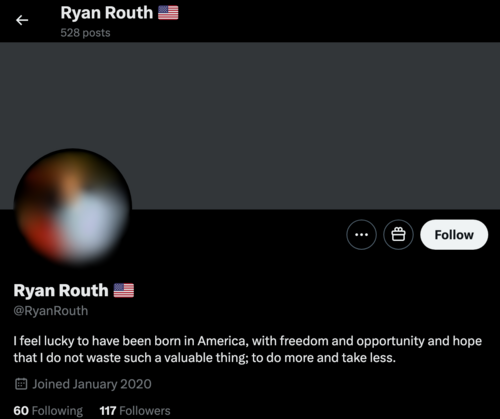 Ryan Routh 🇺🇸
528 posts
Follow
Ryan Routh 🇺🇸
@RyanRouth
I feel lucky to have been born in America, with freedom and opportunity and hope
that I do not waste such a valuable thing; to do more and take less.
Joined January 2020
60 Following 117 Followers